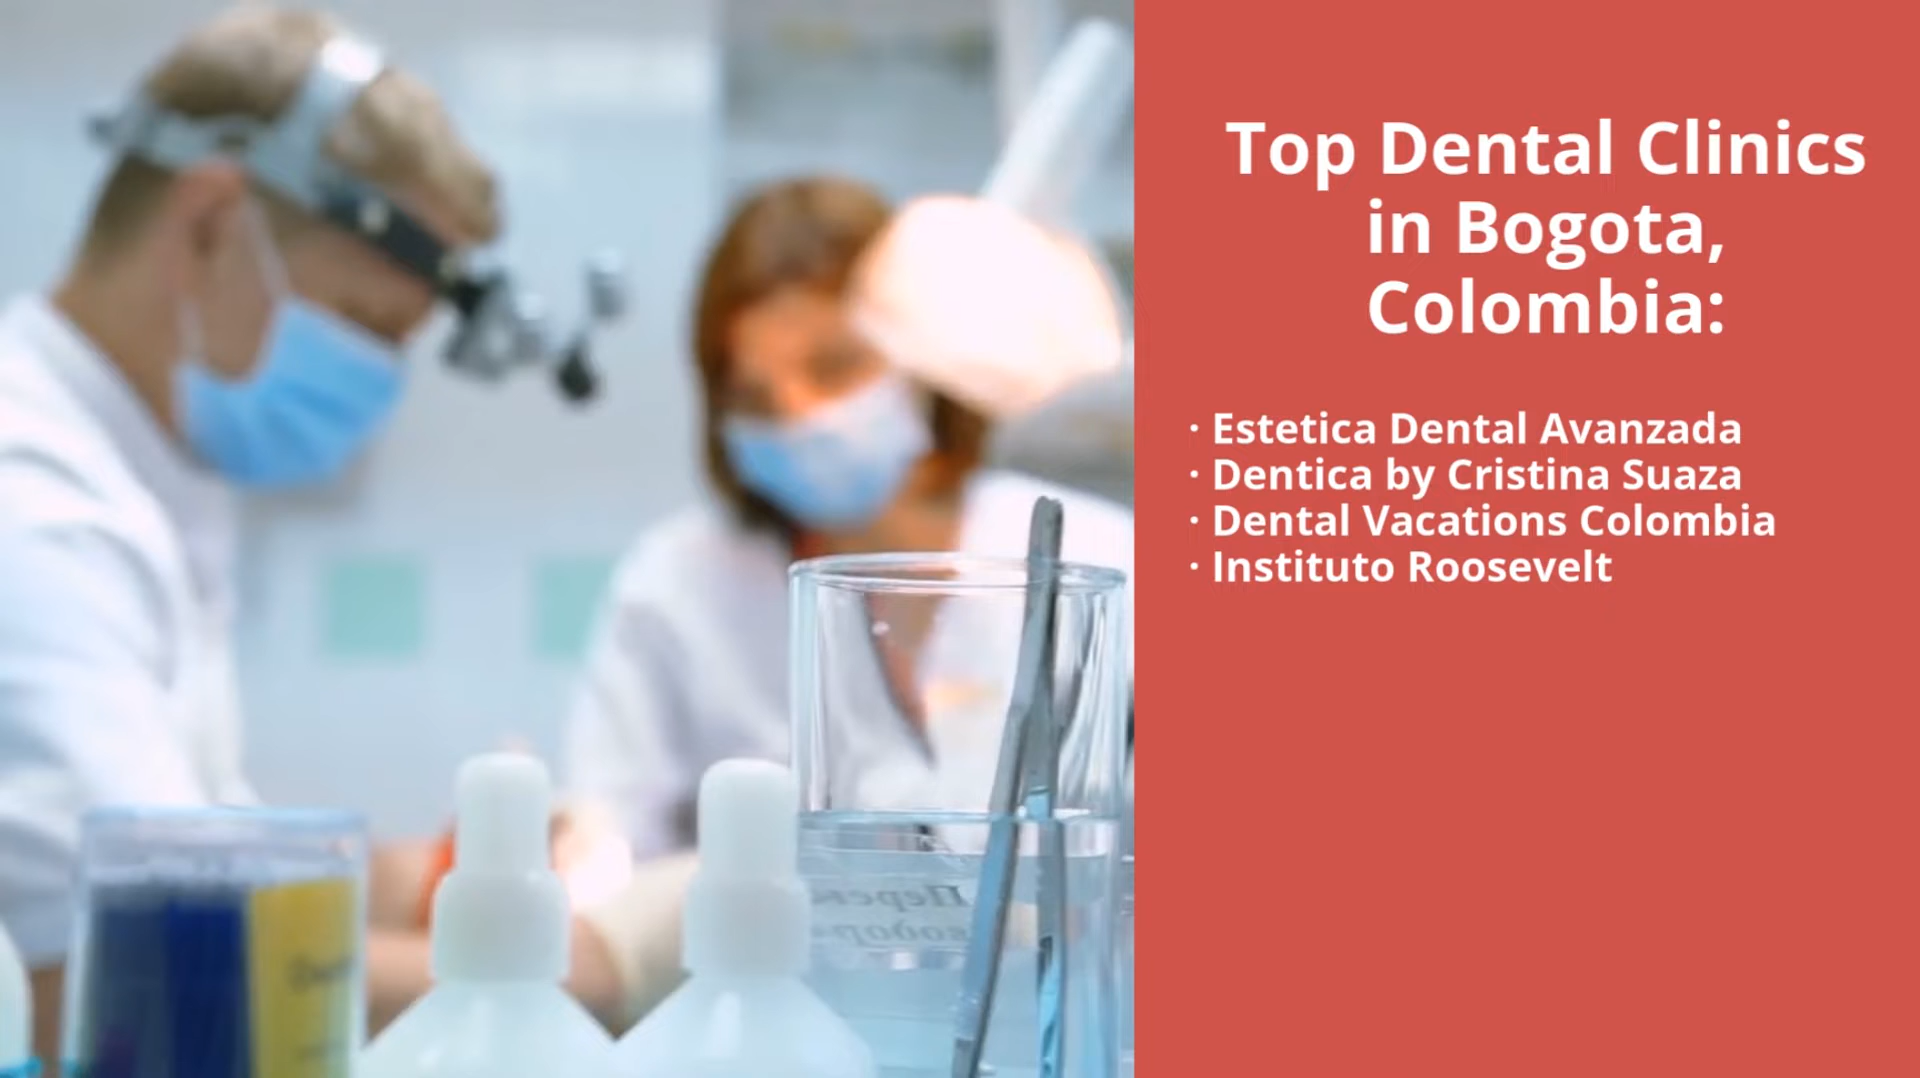 Top Dental Clinics
in Bogota,
Colombia:
· Estetica Dental Avanzada
· Dentica by Cristina Suaza
· Dental Vacations Colombia
· Instituto Roosevelt